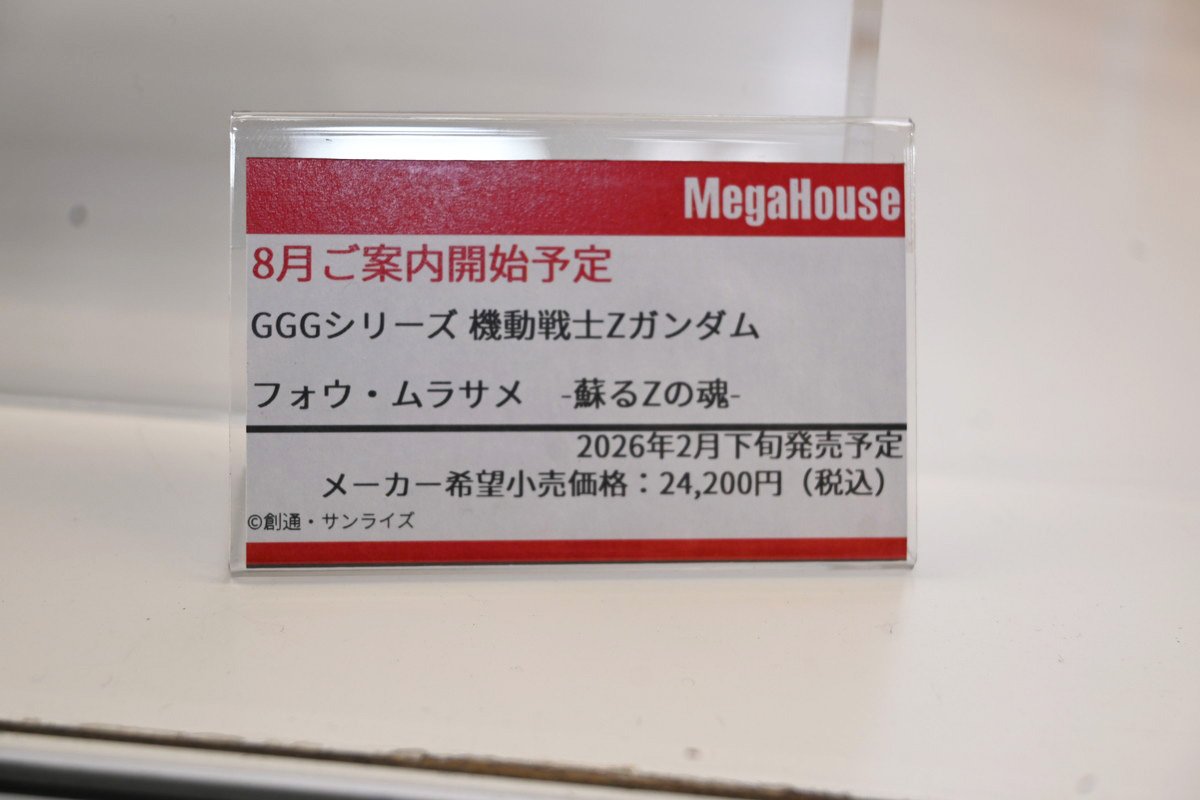 MegaHouse
8月ご案内開始予定
GGGシリーズ 機動戦士Zガンダム
フォウ・ムラサメ　-蘇るZの魂-
2026年2月下旬発売予定
メーカー希望小売価格：24,200円（税込）
©創通・サンライズ